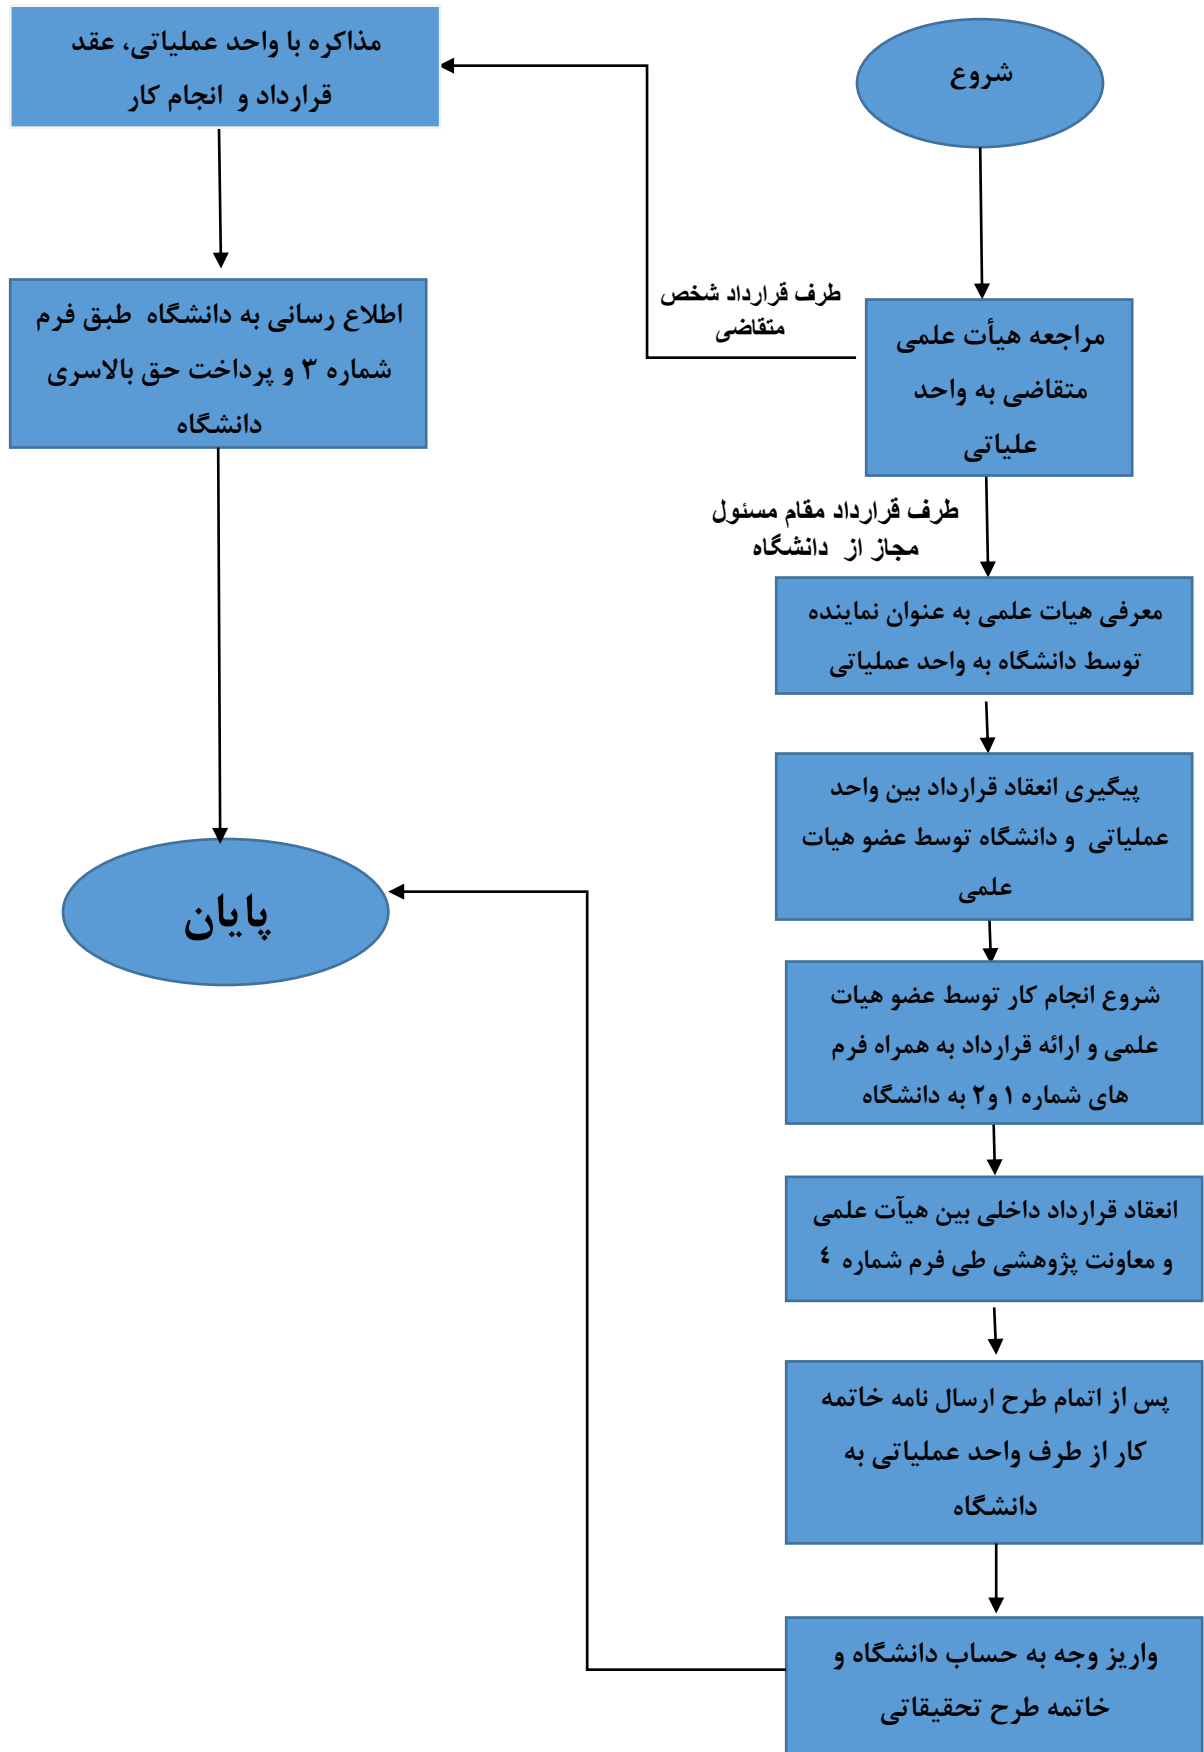 شروع
مراجعه هیأت علمی
متقاضی به واحد
علیاتی
طرف قرارداد شخص
متقاضی
مذاکره با واحد عملیاتی، عقد
قرارداد و انجام کار
اطلاع رسانی به دانشگاه طبق فرم
شماره ۳ و پرداخت حق بالاسری
دانشگاه
طرف قرارداد مقام مسئول
مجاز از دانشگاه
معرفی هیات علمی به عنوان نماینده
توسط دانشگاه به واحد عملیاتی
پیگیری انعقاد قرارداد بین واحد
عملیاتی و دانشگاه توسط عضو هیات
علمی
شروع انجام کار توسط عضو هیات
علمی و ارائه قرارداد به همراه فرم
های شماره ۱ و۲ به دانشگاه
انعقاد قرارداد داخلی بین هیآت علمی
و معاونت پژوهشی طی فرم شماره ٤
پس از اتمام طرح ارسال نامه خاتمه
کار از طرف واحد عملیاتی به
دانشگاه
واریز وجه به حساب دانشگاه و
خاتمه طرح تحقیقاتی
پایان